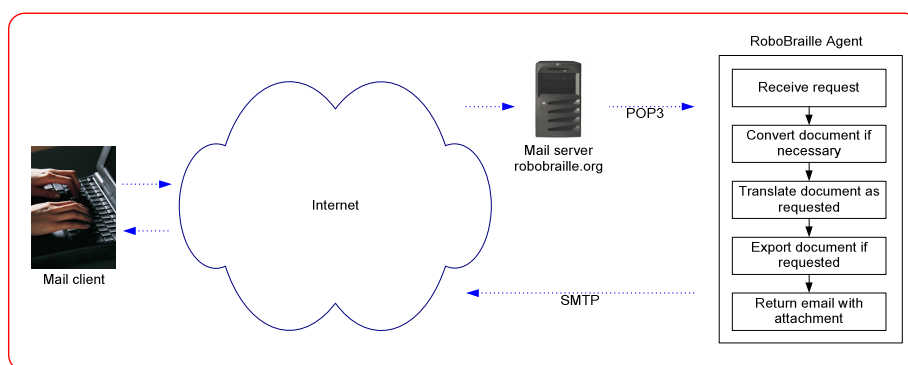 RoboBraille Agent
Receive request
Convert document if
necessary
Translate document as
requested
Export document if
requested
Return email with
attachment
POP3
Mail server
robobraille.org
Internet
Mail client
SMTP